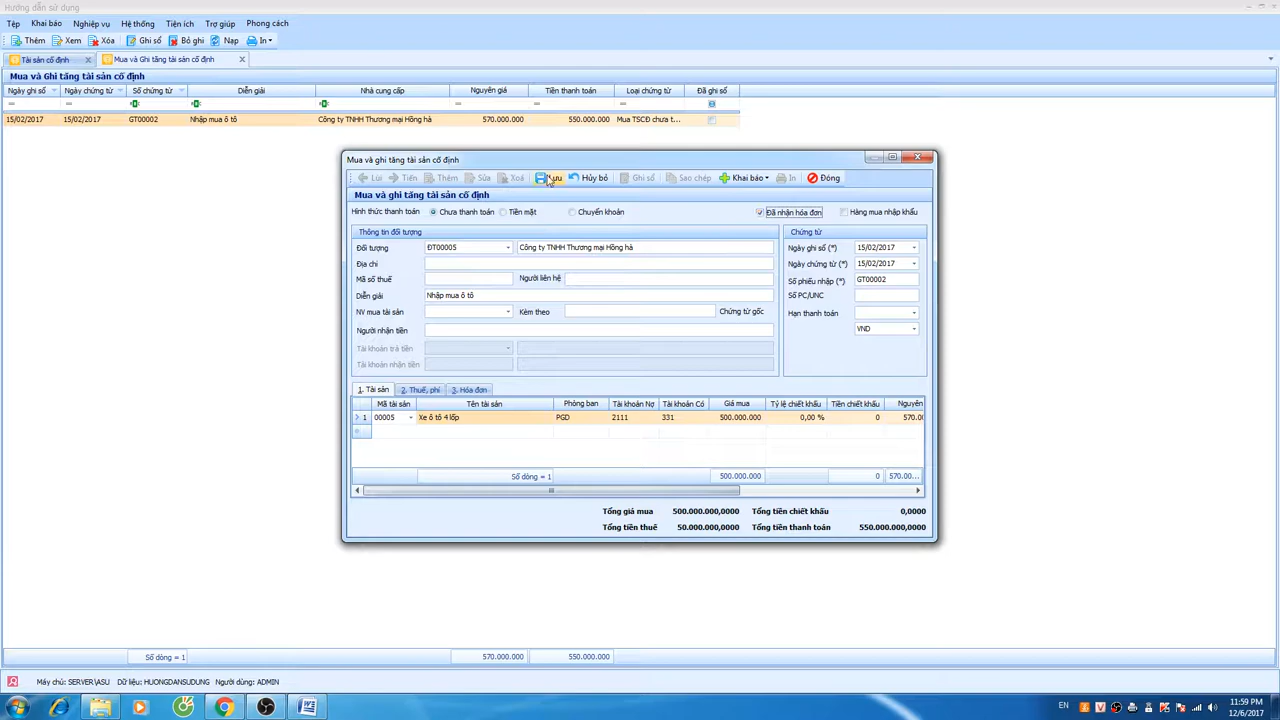 Hướng dẫn sử dụng
Tệp Khai báo Nghiệp vụ Hệ thống Tiện ích Trợ giúp Phong cách
Thêm Xem Xóa Ghi sổ Bỏ ghi Nạp In
Tài sản cố định Mua và Ghi tăng tài sản cố định
Mua và Ghi tăng tài sản cố định
Ngày ghi sổ Ngày chứng từ Số chứng từ Diễn giải Nhà cung cấp Nguyên giá Tiền thanh toán Loại chứng từ Đã ghi sổ
15/02/2017 15/02/2017 GT00002 Nhập mua ô tô Công ty TNHH Thương mại Hồng hà 570.000.000 550.000.000 Mua TSCĐ chưa t...
Mua và ghi tăng tài sản cố định
Lùi Tiến Thêm Sửa Xoá Lưu Hủy bỏ Ghi sổ Sao chép Khai báo In Đóng
Mua và ghi tăng tài sản cố định
Hình thức thanh toán Chưa thanh toán Tiền mặt Chuyển khoản Đã nhận hóa đơn Hàng mua nhập khẩu
Thông tin đối tượng Chứng từ
Đối tượng ĐT00005 Công ty TNHH Thương mại Hồng hà Ngày ghi sổ (*) 15/02/2017
Địa chỉ Ngày chứng từ (*) 15/02/2017
Mã số thuế Người liên hệ Số phiếu nhập (*) GT00002
Diễn giải Nhập mua ô tô Số PC/UNC
NV mua tài sản Kèm theo Chứng từ gốc Hạn thanh toán
Người nhận tiền VND
Tài khoản trả tiền
Tài khoản nhận tiền
1. Tài sản 2. Thuế, phí 3. Hóa đơn
Mã tài sản Tên tài sản Phòng ban Tài khoản Nợ Tài khoản Có Giá mua Tỷ lệ chiết khấu Tiền chiết khấu Nguyên
1 00005 Xe ô tô 4 lốp PGD 2111 331 500.000.000 0,00 % 0 570.0
Số dòng = 1 500.000.000 0 570.00...
Tổng giá mua 500.000.000,0000 Tổng tiền chiết khấu 0,0000
Tổng tiền thuế 50.000.000,0000 Tổng tiền thanh toán 550.000.000,0000
Số dòng = 1 570.000.000 550.000.000
Máy chủ: SERVER\ASU Dữ liệu: HUONGDANSUDUNG Người dùng: ADMIN
EN 11:59 PM
12/6/2017